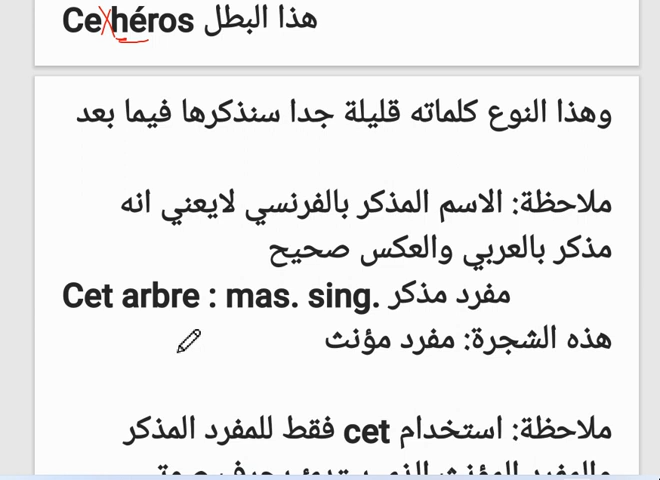 Ce héros هذا البطل
وهذا النوع كلماته قليلة جدا سنذكرها فيما بعد
ملاحظة: الاسم المذكر بالفرنسي لايعني انه
مذكر بالعربي والعكس صحيح
Cet arbre : mas. sing. مفرد مذكر
هذه الشجرة: مفرد مؤنث
ملاحظة: استخدام cet فقط للمفرد المذكر